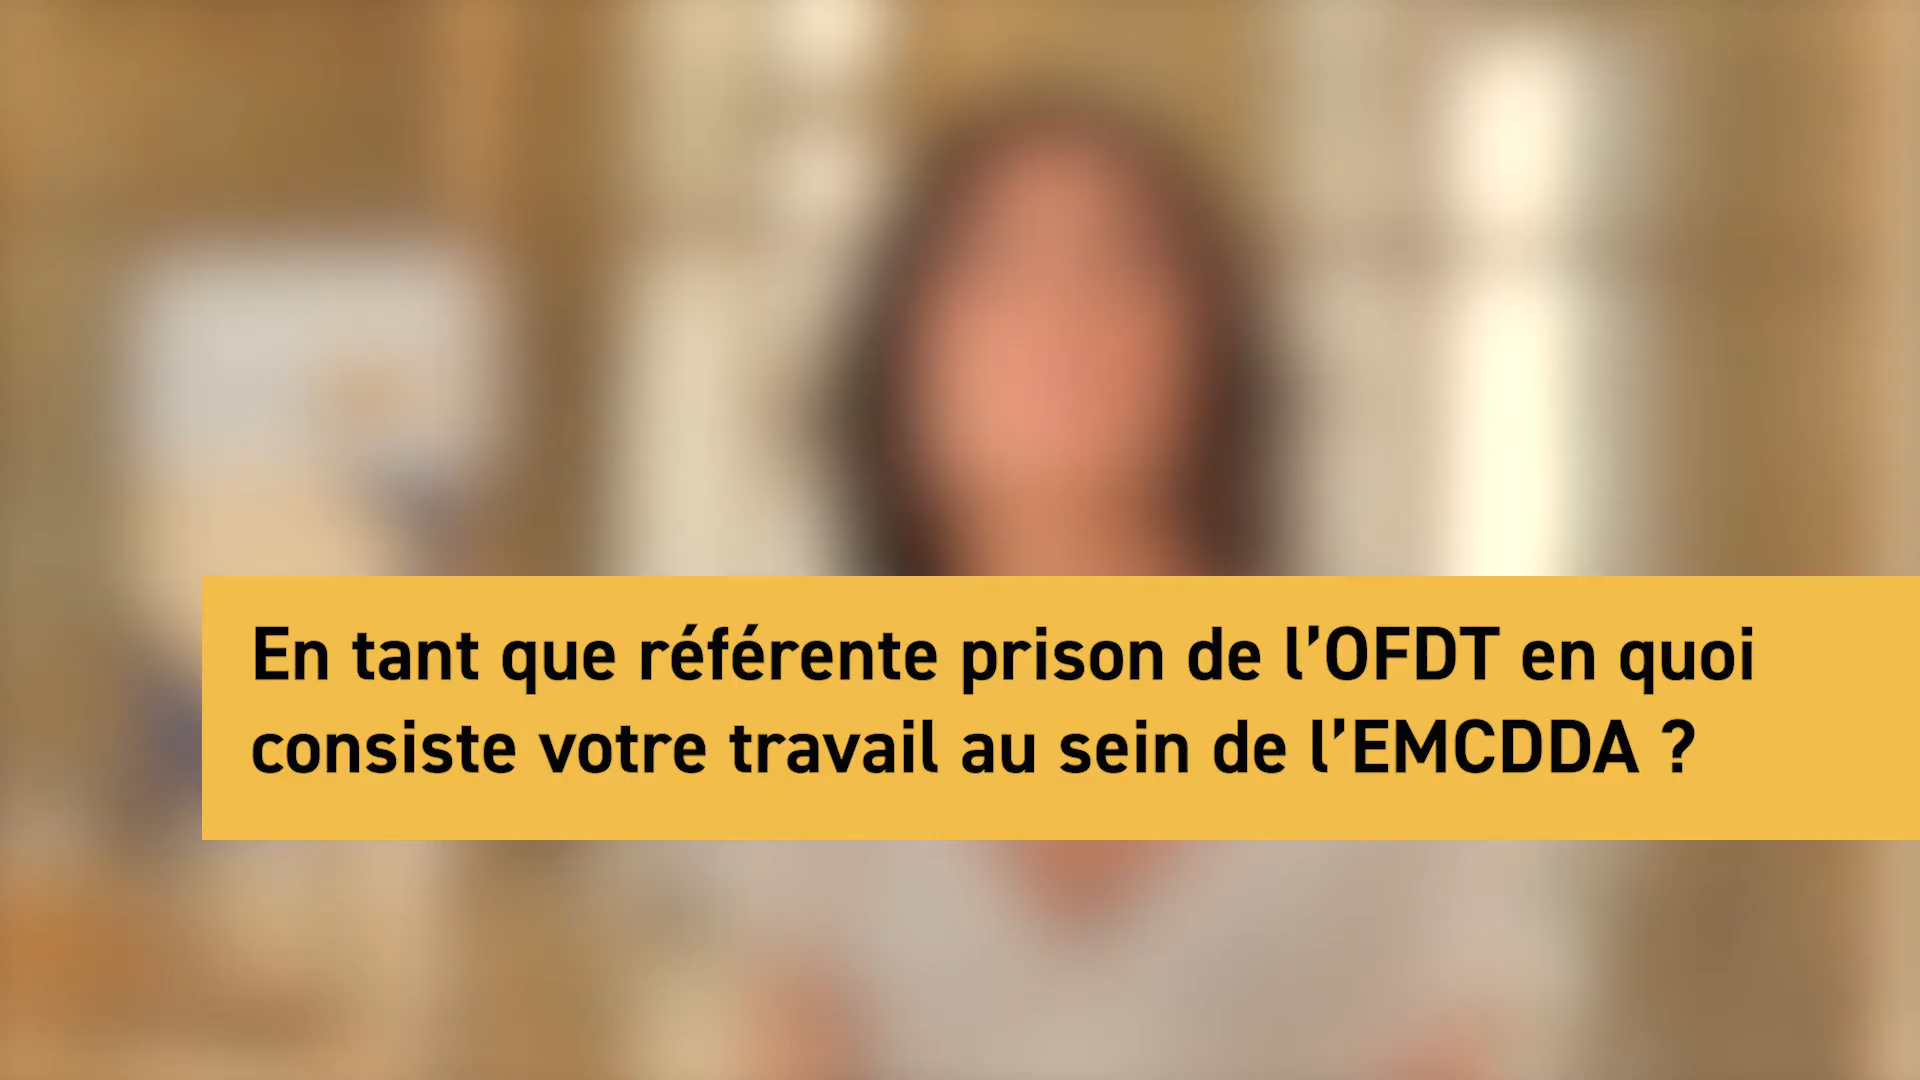 En tant que référente prison de l’OFDT en quoi
consiste votre travail au sein de l’EMCDDA ?